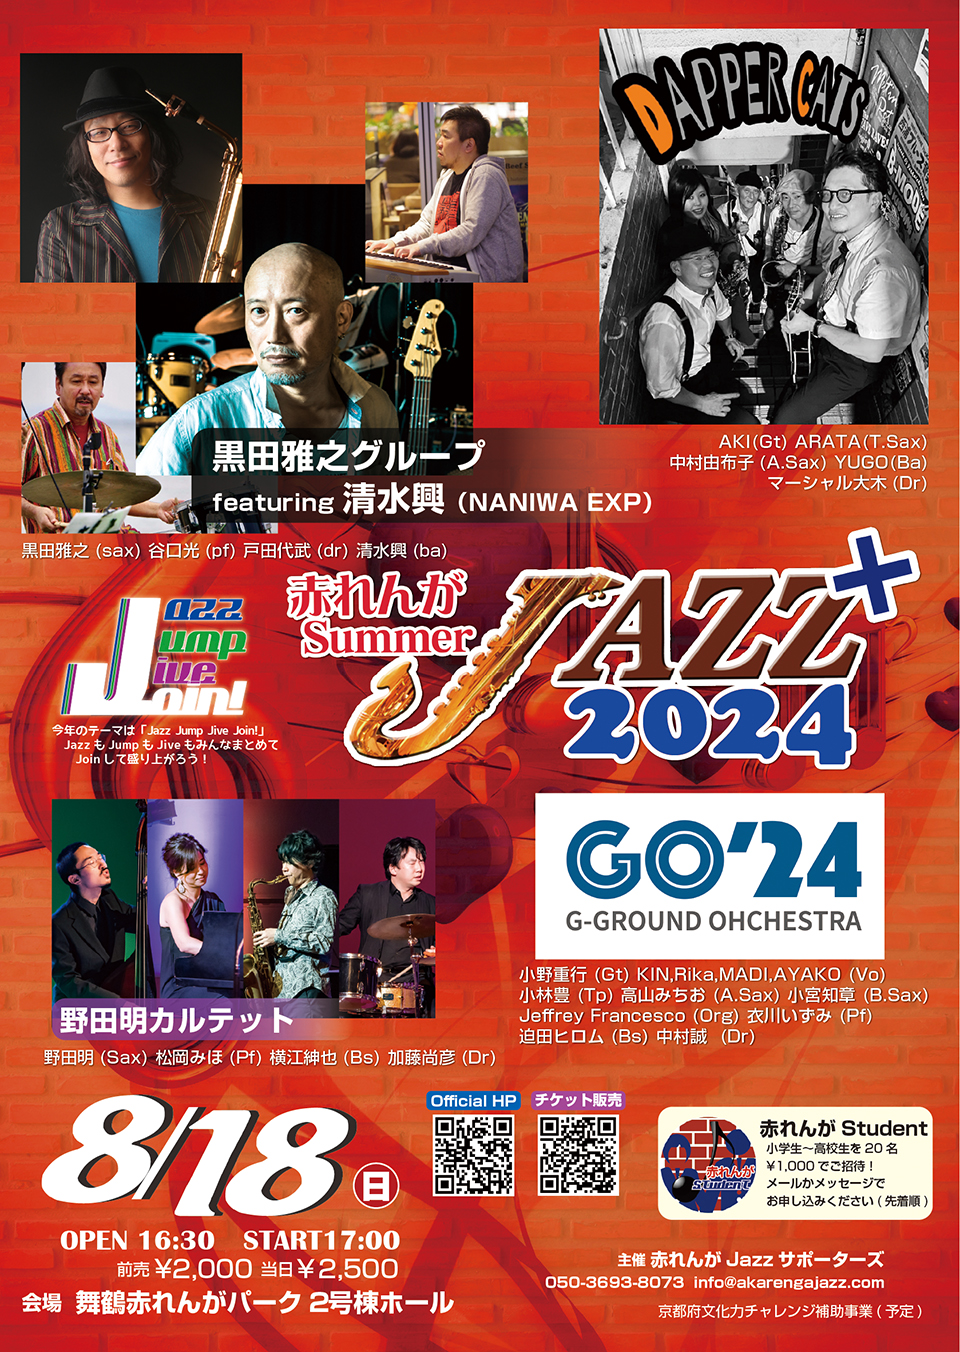 DAPPER CATS
AKI(Gt) ARATA(T.Sax)
中村由布子 (A.Sax) YUGO(Ba)
マーシャル大木 (Dr)
黒田雅之グループ
featuring 清水興 (NANIWA EXP)
黒田雅之 (sax) 谷口光 (pf) 戸田代武 (dr) 清水興 (ba)
赤れんが
Summer
JAZZ+
2024
Jazz
Jump
Jive
Join!
今年のテーマは「Jazz Jump Jive Join!」
Jazz も Jump も Jive もみんなまとめて
Join して盛り上がろう!
GO'24
G-GROUND OHCHESTRA
小野重行 (Gt) KIN,Rika,MADI,AYAKO (Vo)
小林豊 (Tp) 高山みちお (A.Sax) 小宮知章 (B.Sax)
Jeffrey Francesco (Org) 衣川いずみ (Pf)
迫田ヒロム (Bs) 中村誠 (Dr)
野田明カルテット
野田明 (Sax) 松岡みほ (Pf) 横江紳也 (Bs) 加藤尚彦 (Dr)
8/18 日
OPEN 16:30 START17:00
前売 ¥2,000 当日 ¥2,500
会場 舞鶴赤れんがパーク 2号棟ホール
Official HP
チケット販売
赤れんが
Student
赤れんが Student
小学生〜高校生を 20 名
¥1,000 でご招待!
メールかメッセージで
お申し込みください ( 先着順 )
主催 赤れんが Jazz サポーターズ
050-3693-8073 info@akarengajazz.com
京都府文化力チャレンジ補助事業 ( 予定 )